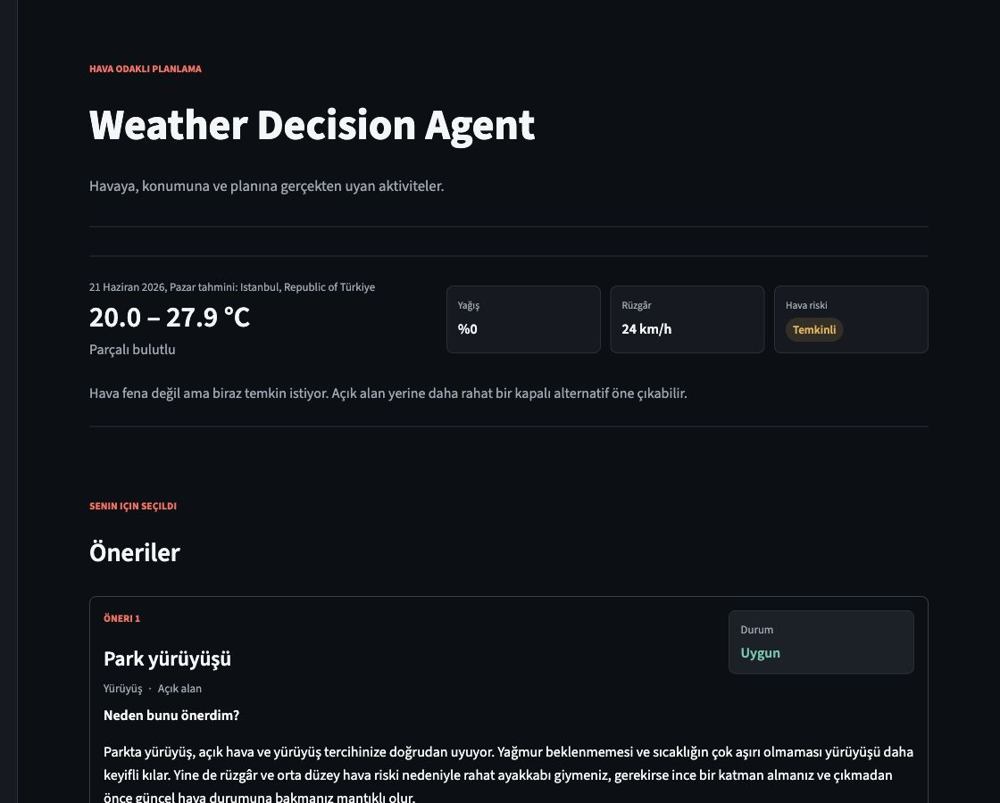 HAVA ODAKLI PLANLAMA
Weather Decision Agent
Havaya, konumuna ve planına gerçekten uyan aktiviteler.
21 Haziran 2026, Pazar tahmini: Istanbul, Republic of Türkiye
20.0 – 27.9 °C
Parçalı bulutlu
Yağış
%0
Rüzgâr
24 km/h
Hava riski
Temkinli
Hava fena değil ama biraz temkin istiyor. Açık alan yerine daha rahat bir kapalı alternatif öne çıkabilir.
SENIN IÇIN SEÇILDI
Öneriler
ÖNERI 1
Park yürüyüşü
Yürüyüş · Açık alan
Durum
Uygun
Neden bunu önerdim?
Parkta yürüyüş, açık hava ve yürüyüş tercihinize doğrudan uyuyor. Yağmur beklenmemesi ve sıcaklığın çok aşırı olmaması yürüyüşü daha
keyifli kılar. Yine de rüzgâr ve orta düzey hava riski nedeniyle rahat ayakkabı giymeniz, gerekirse ince bir katman almanız ve çıkmadan
önce güncel hava durumuna bakmanız mantıklı olur.